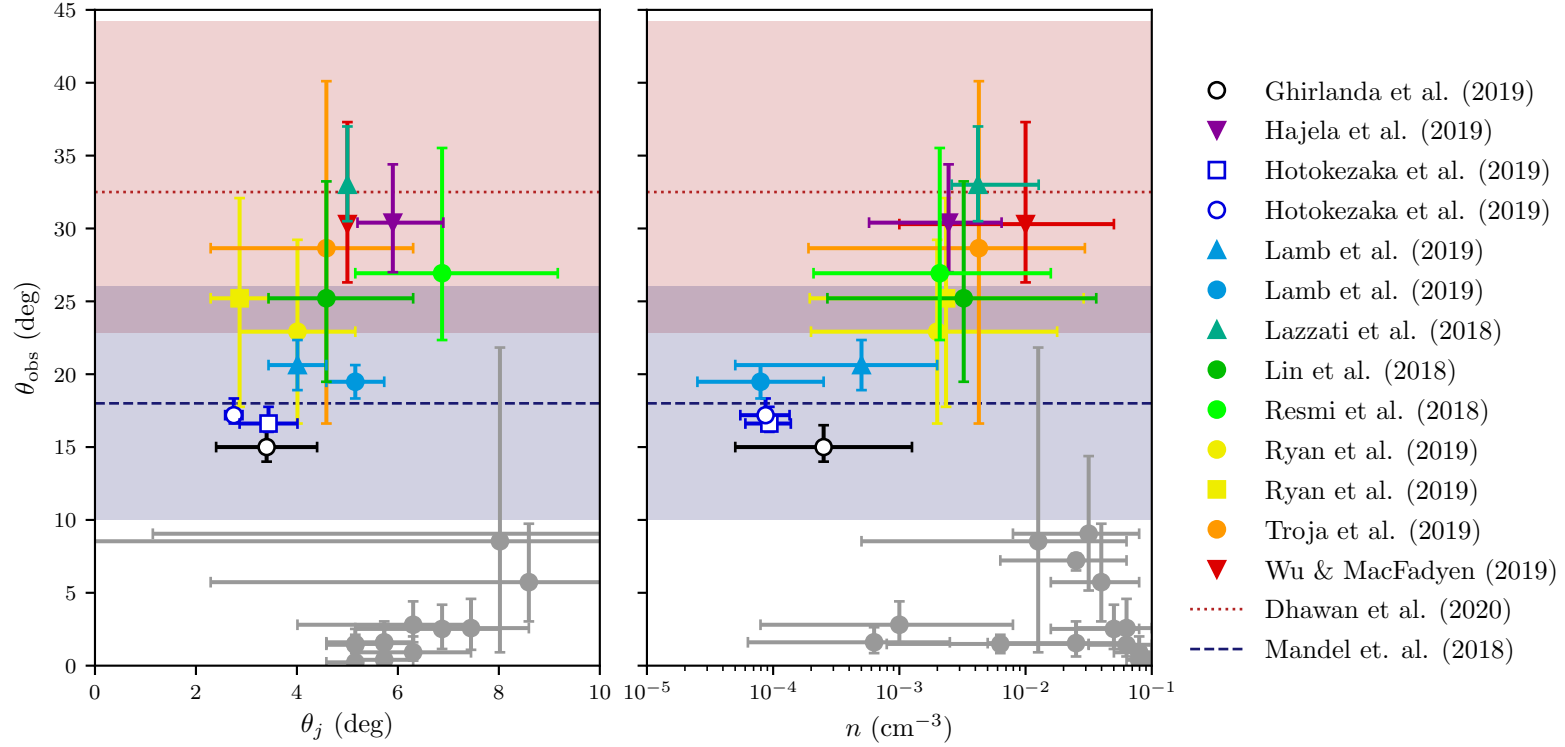 45
40
35
30
25
20
15
10
5
0
θobs (deg)
0 2 4 6 8 10
θj (deg)
10−5 10−4 10−3 10−2 10−1
n (cm−3)
Ghirlanda et al. (2019)
Hajela et al. (2019)
Hotokezaka et al. (2019)
Hotokezaka et al. (2019)
Lamb et al. (2019)
Lamb et al. (2019)
Lazzati et al. (2018)
Lin et al. (2018)
Resmi et al. (2018)
Ryan et al. (2019)
Ryan et al. (2019)
Troja et al. (2019)
Wu & MacFadyen (2019)
Dhawan et al. (2020)
Mandel et. al. (2018)